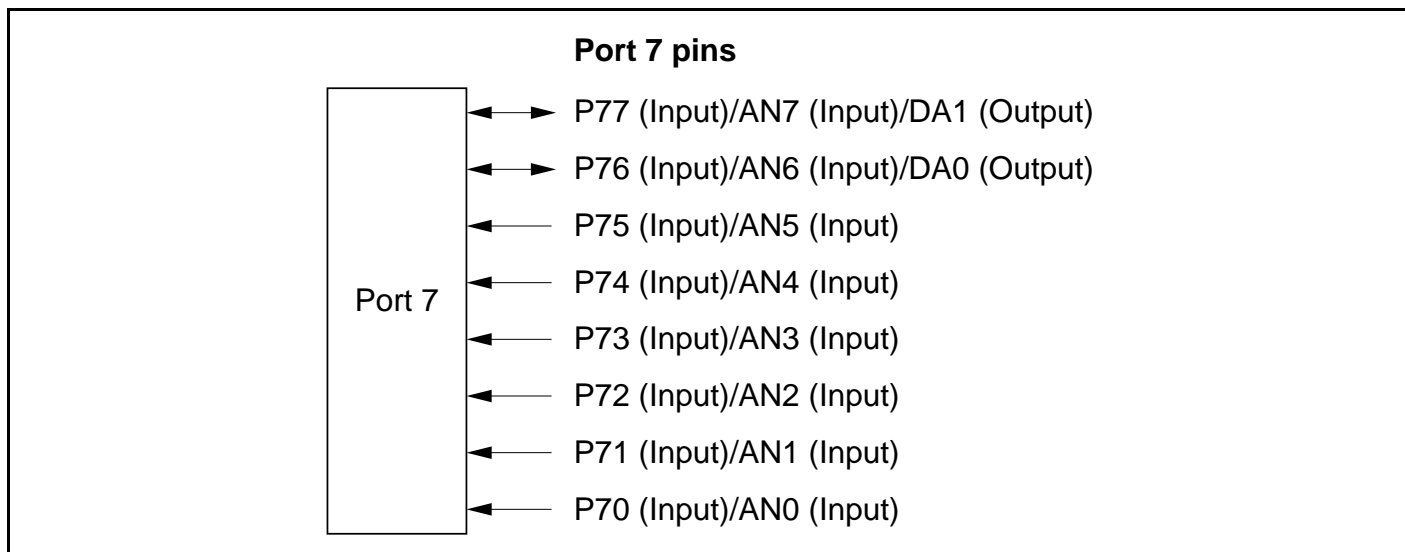 Port 7 pins
P77 (Input)/AN7 (Input)/DA1 (Output)
P76 (Input)/AN6 (Input)/DA0 (Output)
P75 (Input)/AN5 (Input)
P74 (Input)/AN4 (Input)
Port 7
P73 (Input)/AN3 (Input)
P72 (Input)/AN2 (Input)
P71 (Input)/AN1 (Input)
P70 (Input)/AN0 (Input)